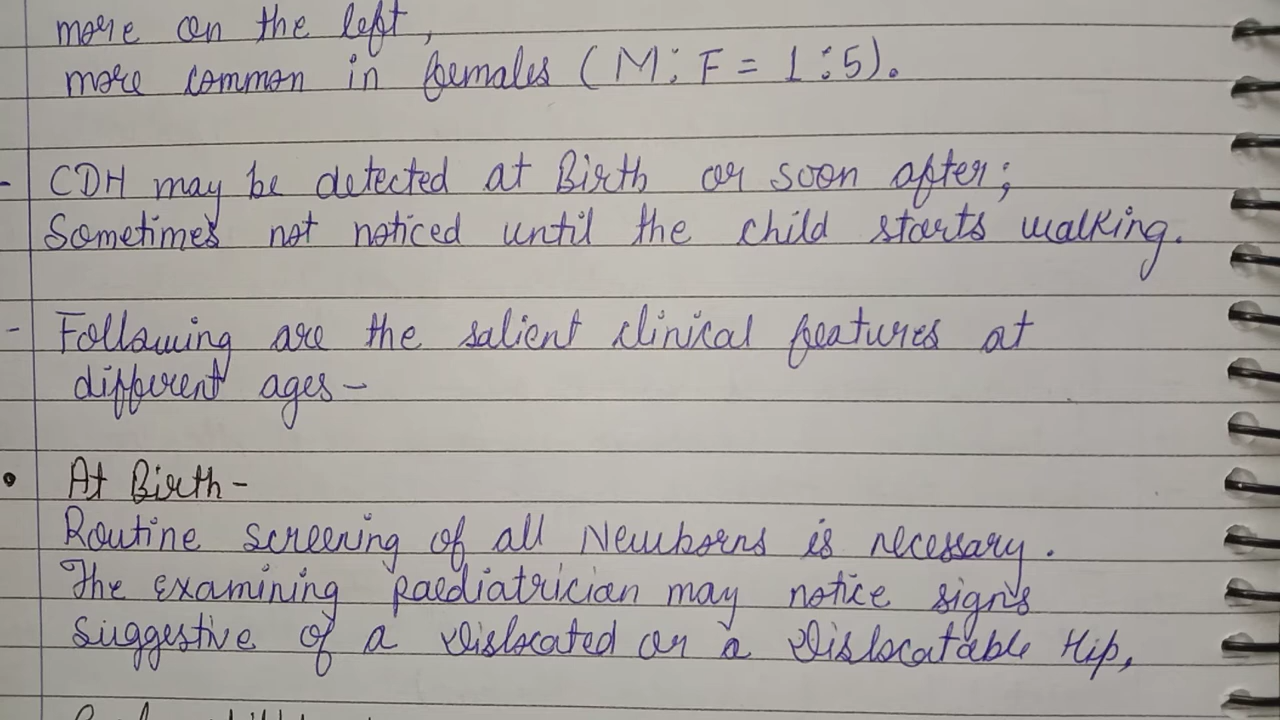 more on the left,
more common in females (M: F = 1:5).
- CDH may be detected at Birth or soon after;
Sometimes not noticed until the child starts walking.
- Following are the salient clinical features at
different ages-
• At Birth-
Routine screening of all Newborns is necessary.
The examining paediatrician may notice signs
suggestive of a dislocated or a dislocatable Hip,